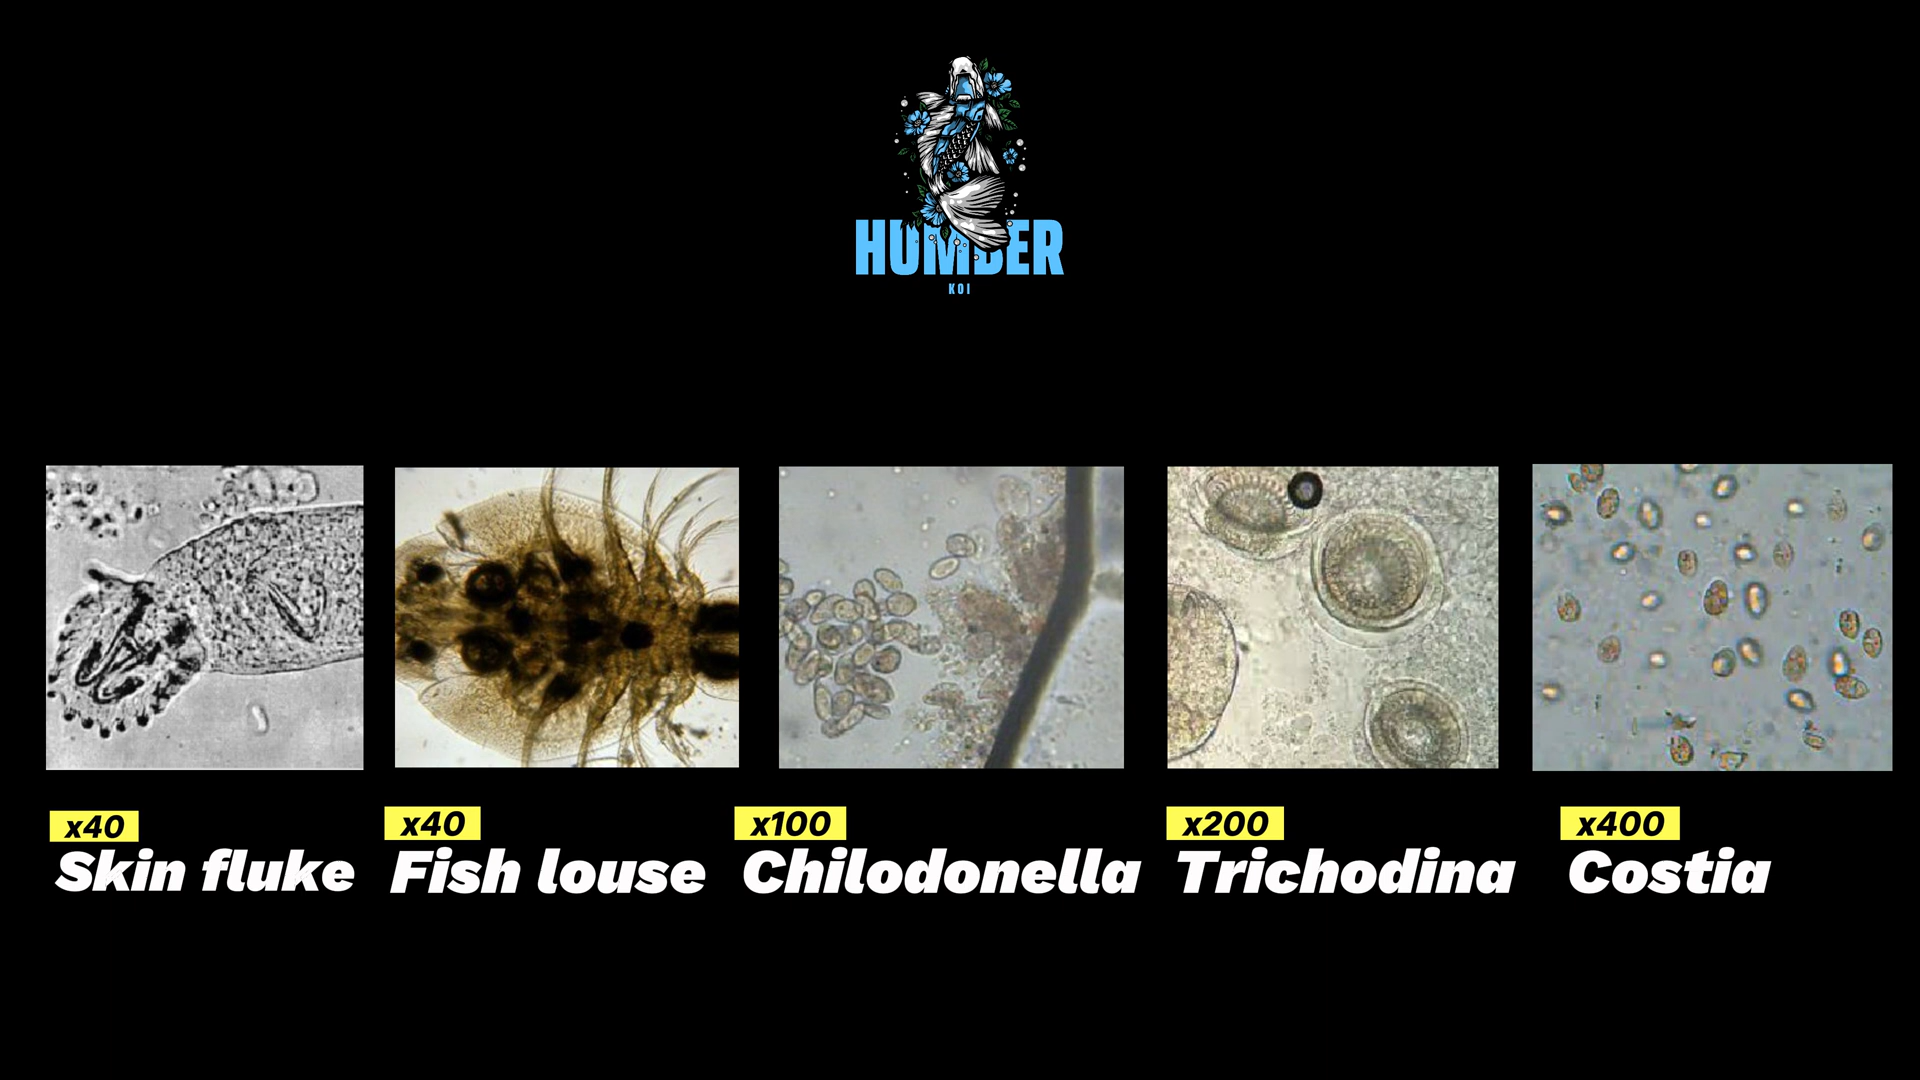 HUMBER
KOI
x40
Skin fluke
x40
Fish louse
x100
Chilodonella
x200
Trichodina
x400
Costia